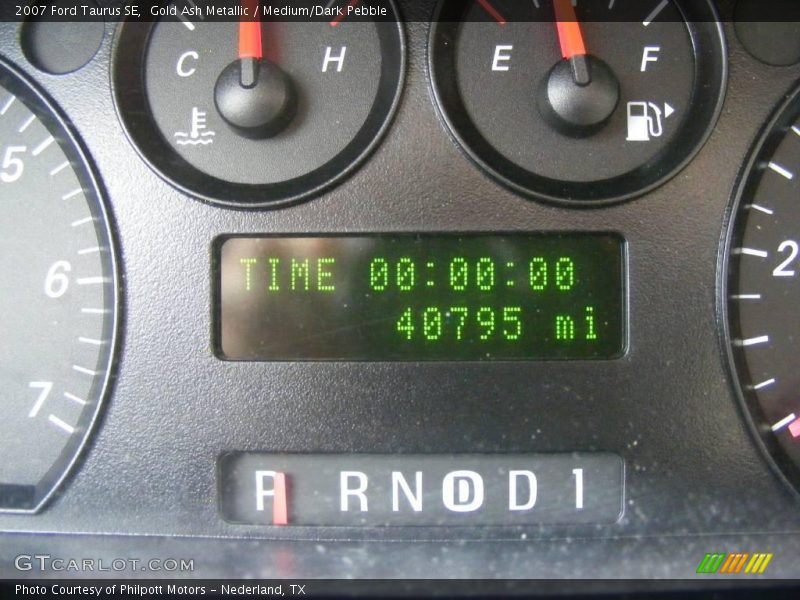 2007 Ford Taurus SE, Gold Ash Metallic / Medium/Dark Pebble
C H
E F
5
6
7
2
TIME 00:00:00
40795 mi
P R N D D 1
GTCARLOT.COM
Photo Courtesy of Philpott Motors – Nederland, TX